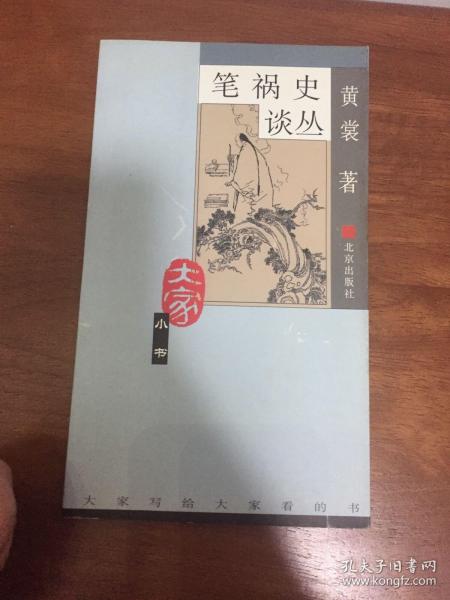 笔祸史
谈丛
黄裳著
北京出版社
大家
小书
大家写给大家看的书
孔夫子旧书网
www.kongfz.com